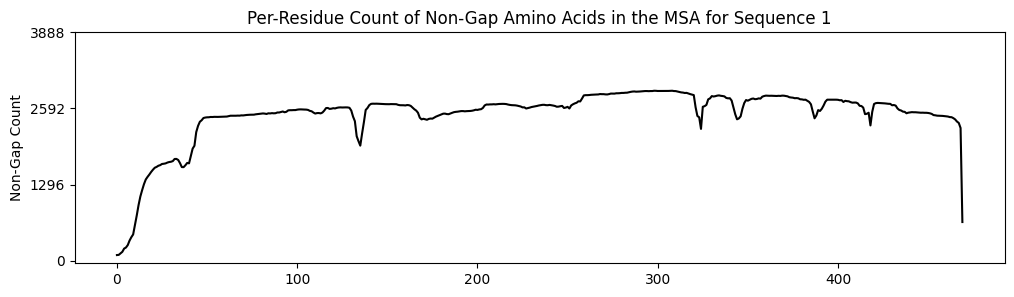 Per-Residue Count of Non-Gap Amino Acids in the MSA for Sequence 1
3888
2592
1296
0
Non-Gap Count
0 100 200 300 400